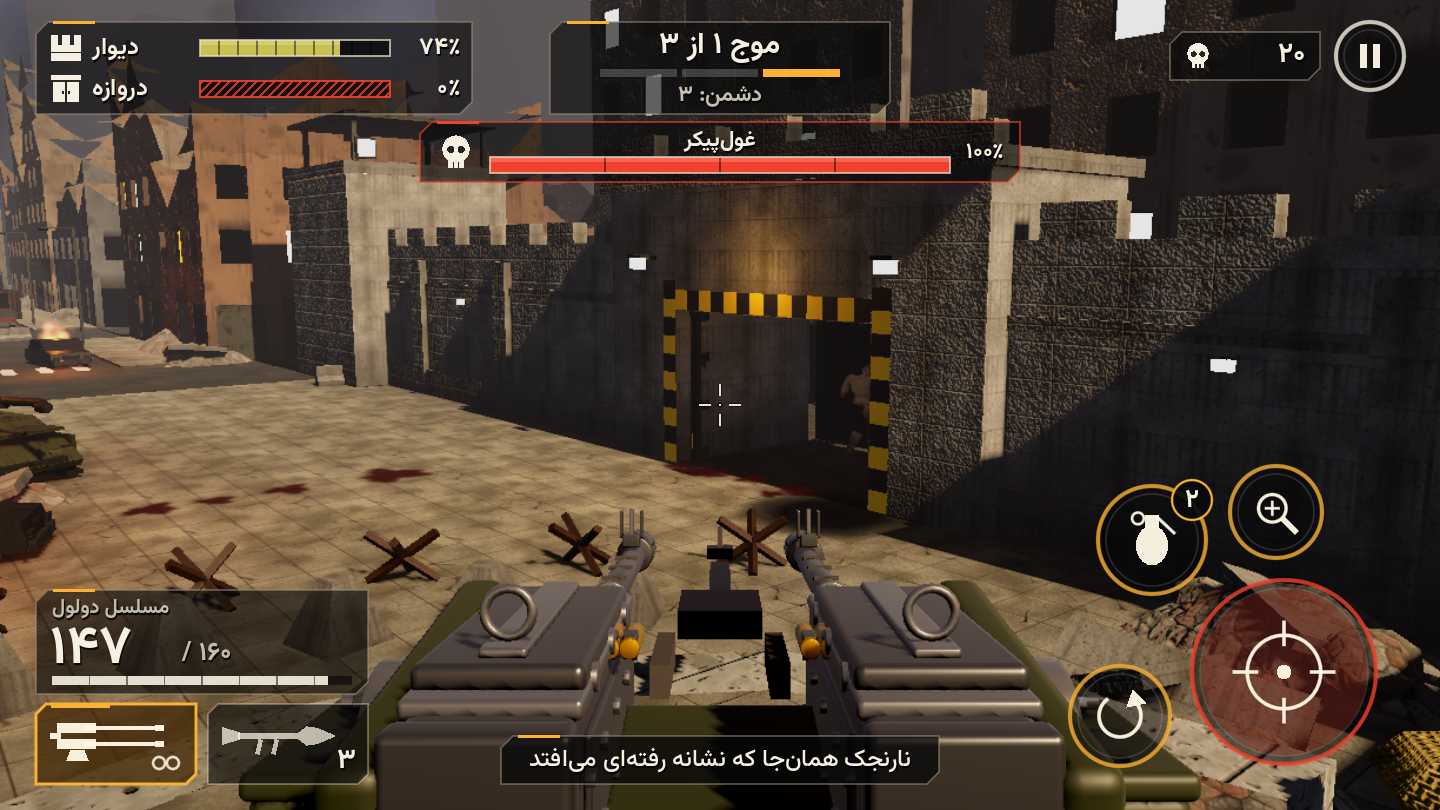 دیوار ۷۴٪
دروازه ۰٪
موج ۱ از ۳
دشمن: ۳
۲۰
غول‌پیکر
۱۰۰٪
۲
مسلسل دولول
۱۴۷ / ۱۶۰
∞
۳
نارنجک همان‌جا که نشانه رفته‌ای می‌افتد